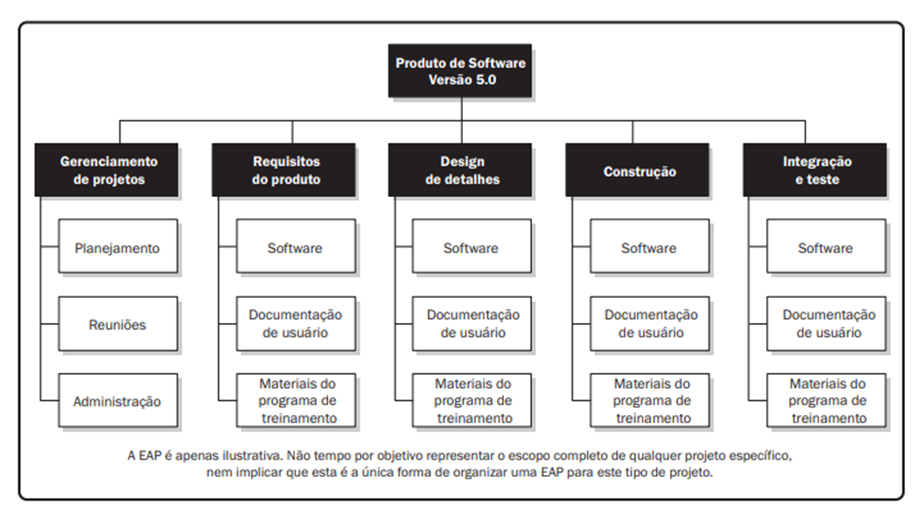 Produto de Software
Versão 5.0
Gerenciamento
de projetos
Requisitos
do produto
Design
de detalhes
Construção
Integração
e teste
Planejamento
Software
Software
Software
Software
Reuniões
Documentação
de usuário
Documentação
de usuário
Documentação
de usuário
Documentação
de usuário
Administração
Materiais do
programa de
treinamento
Materiais do
programa de
treinamento
Materiais do
programa de
treinamento
Materiais do
programa de
treinamento
A EAP é apenas ilustrativa. Não tempo por objetivo representar o escopo completo de qualquer projeto específico,
nem implicar que esta é a única forma de organizar uma EAP para este tipo de projeto.